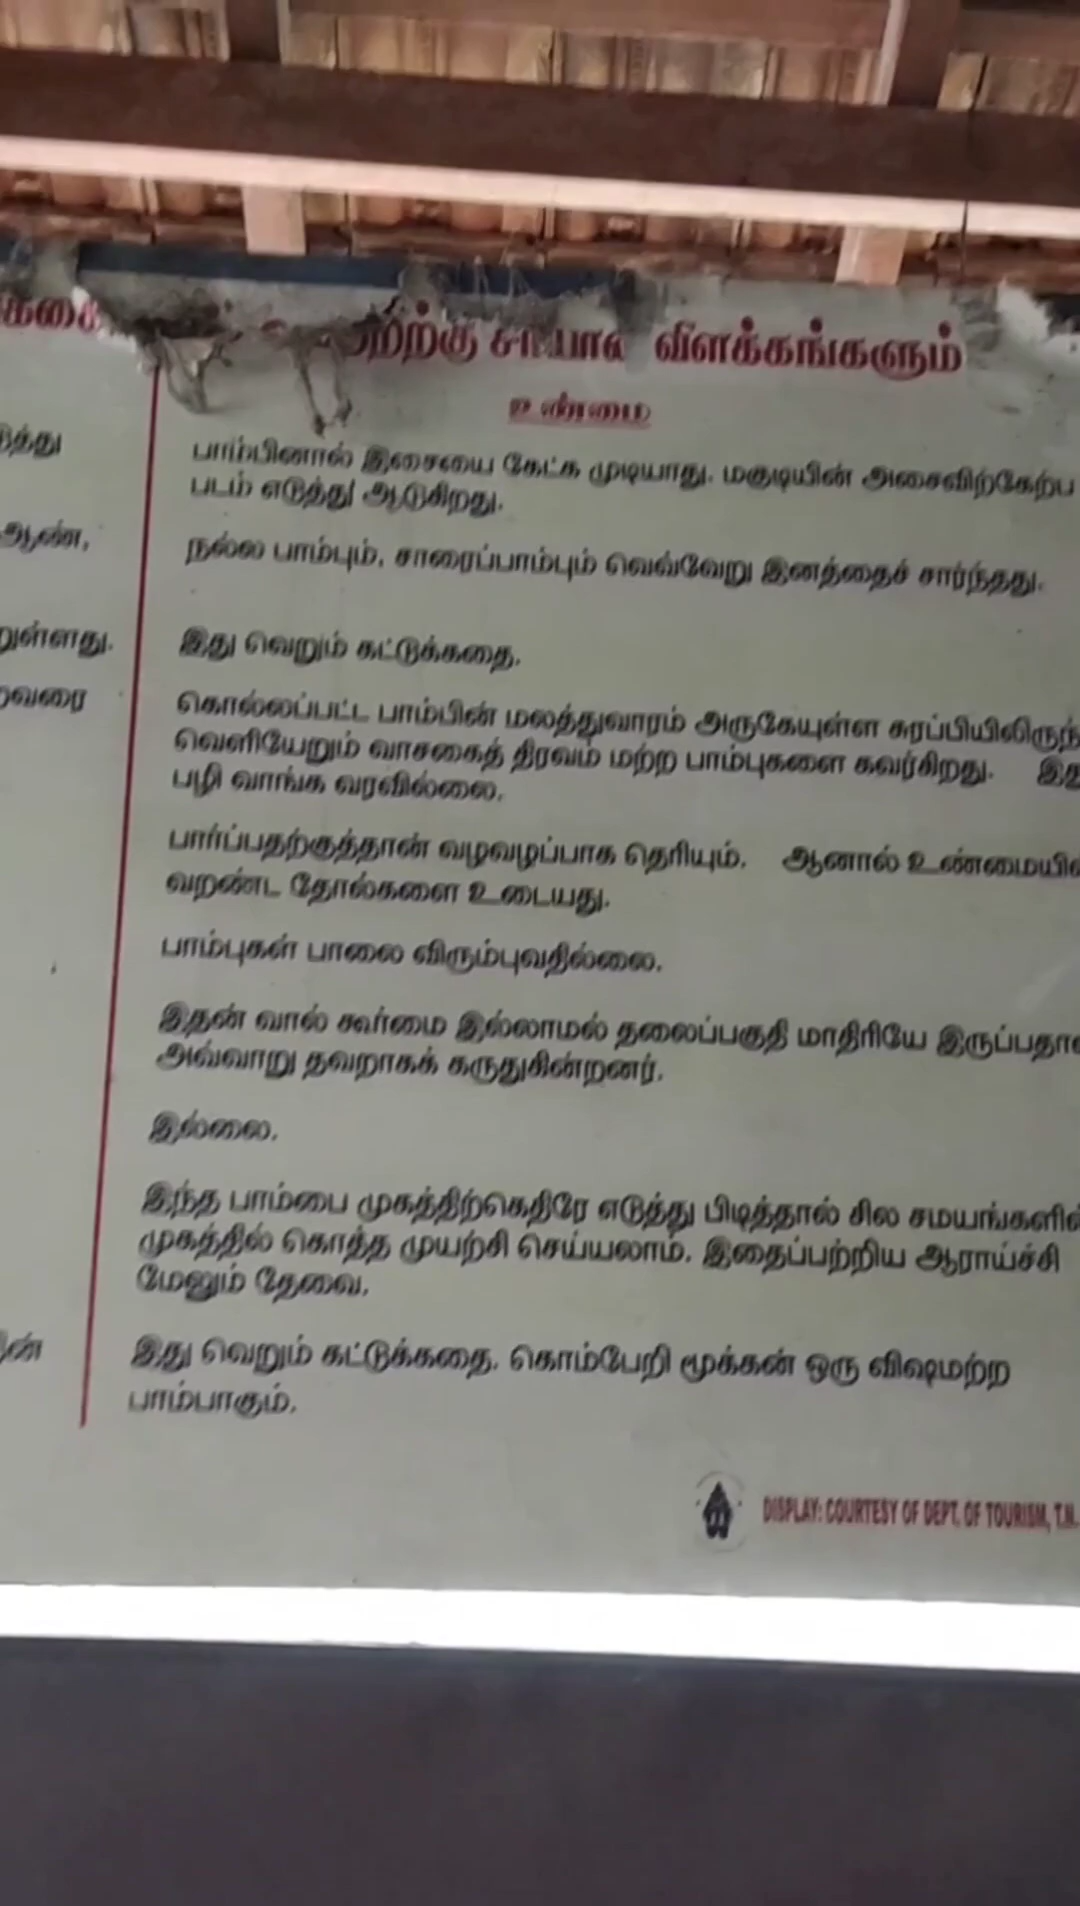 விளக்கங்களும்
உண்மை
பாம்பினால் இசையை கேட்க முடியாது. மகுடியின் அசைவிற்கேற்ப
படம் எடுத்து ஆடுகிறது.
ஆண்,
நல்ல பாம்பும், சாரைப்பாம்பும் வெவ்வேறு இனத்தைச் சார்ந்தது.
இது வெறும் கட்டுக்கதை.
கொல்லப்பட்ட பாம்பின் மலத்துவாரம் அருகேயுள்ள சுரப்பியிலிருந்
வெளியேறும் வாசகைத் திரவம் மற்ற பாம்புகளை கவர்கிறது.
பழி வாங்க வரவில்லை.
பார்ப்பதற்குத்தான் வழவழப்பாக தெரியும். ஆனால் உண்மையி
வறண்ட தோல்களை உடையது.
பாம்புகள் பாலை விரும்புவதில்லை.
இதன் வால் கூர்மை இல்லாமல் தலைப்பகுதி மாதிரியே இருப்பதா
அவ்வாறு தவறாகக் கருதுகின்றனர்.
இல்லை.
இந்த பாம்பை முகத்திற்கெதிரே எடுத்து பிடித்தால் சில சமயங்களி
முகத்தில் கொத்த முயற்சி செய்யலாம். இதைப்பற்றிய ஆராய்ச்சி
மேலும் தேவை.
இது வெறும் கட்டுக்கதை. கொம்பேறி மூக்கன் ஒரு விஷமற்ற
பாம்பாகும்.
DISPLAY: COURTESY OF DEPT. OF TOURISM, T.N.